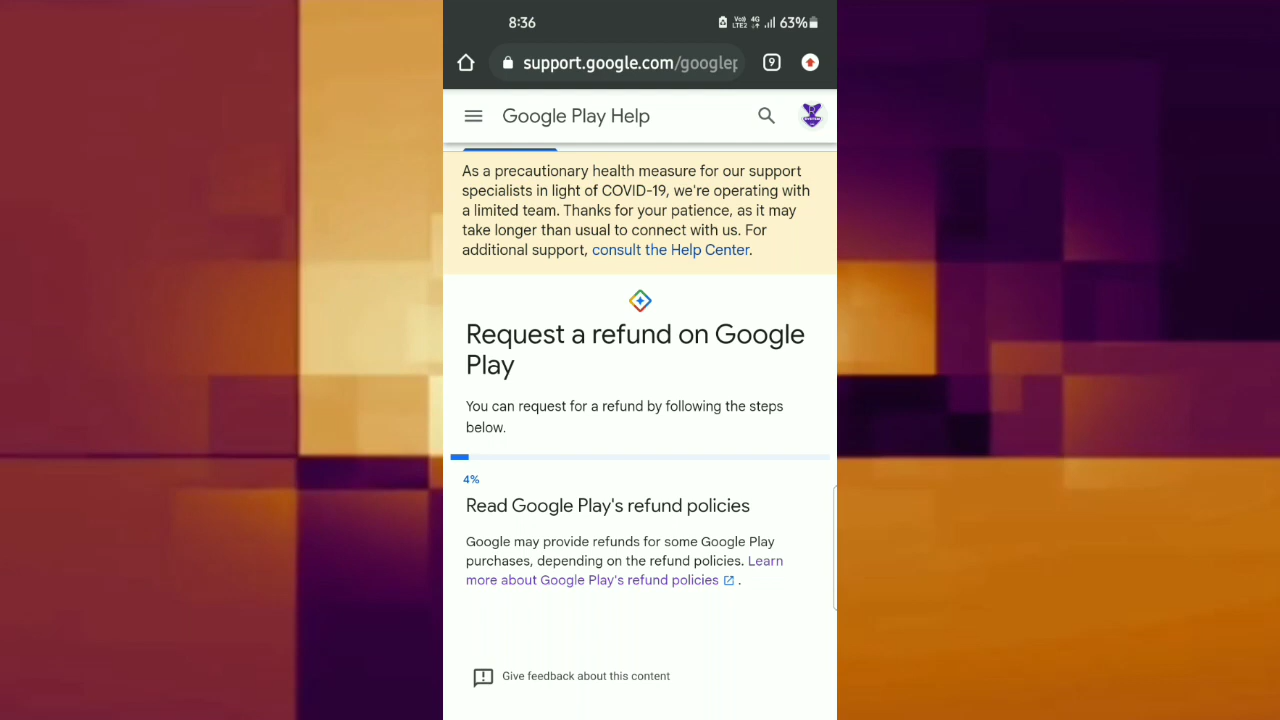 8:36
63%
support.google.com/googlep
9
Google Play Help
As a precautionary health measure for our support
specialists in light of COVID-19, we're operating with
a limited team. Thanks for your patience, as it may
take longer than usual to connect with us. For
additional support, consult the Help Center.
Request a refund on Google
Play
You can request for a refund by following the steps
below.
4%
Read Google Play's refund policies
Google may provide refunds for some Google Play
purchases, depending on the refund policies. Learn
more about Google Play's refund policies .
Give feedback about this content